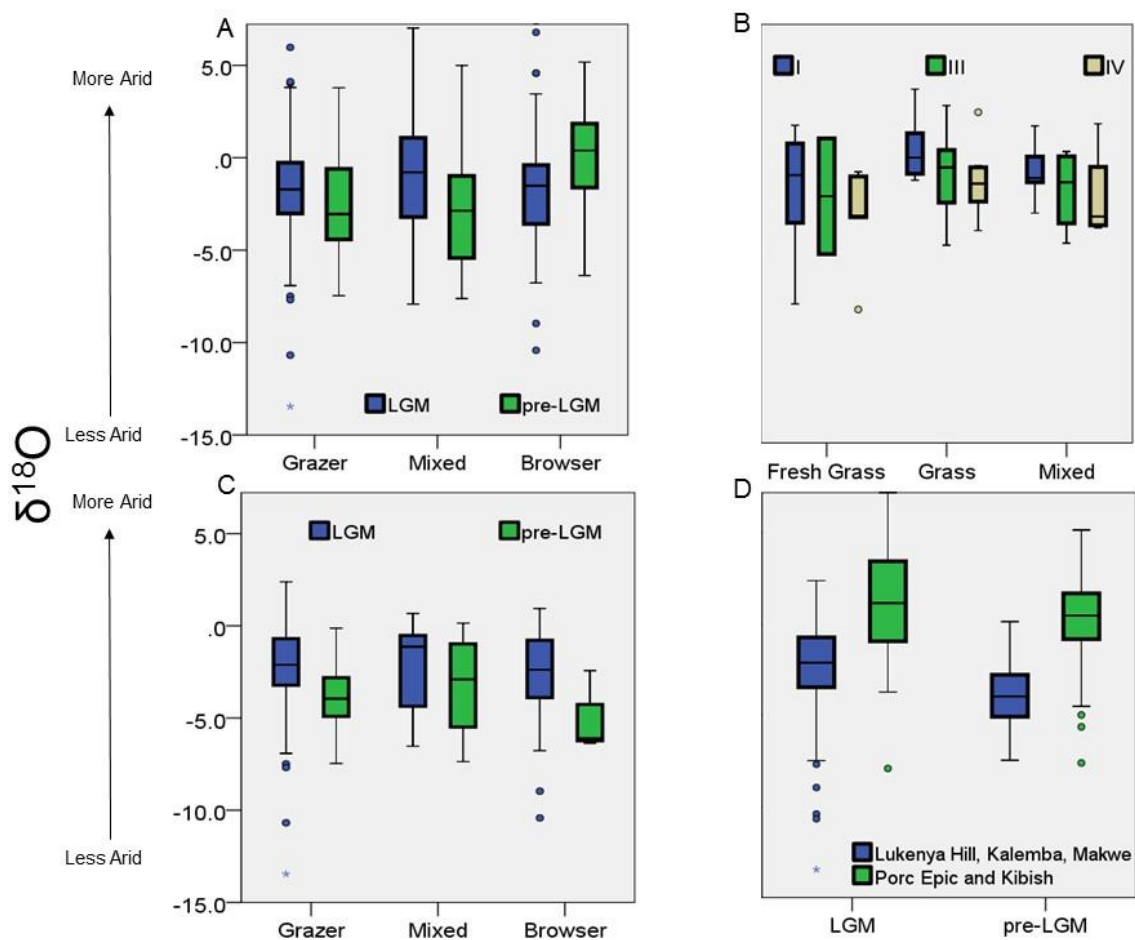 A
More Arid
5.0
.0
-5.0
-10.0
-15.0
Less Arid
LGM
pre-LGM
Grazer
Mixed
Browser
B
I
III
IV
Fresh Grass
Grass
Mixed
δ18O
C
More Arid
5.0
.0
-5.0
-10.0
-15.0
Less Arid
LGM
pre-LGM
Grazer
Mixed
Browser
D
Lukenya Hill, Kalemba, Makwe
Porc Epic and Kibish
LGM
pre-LGM